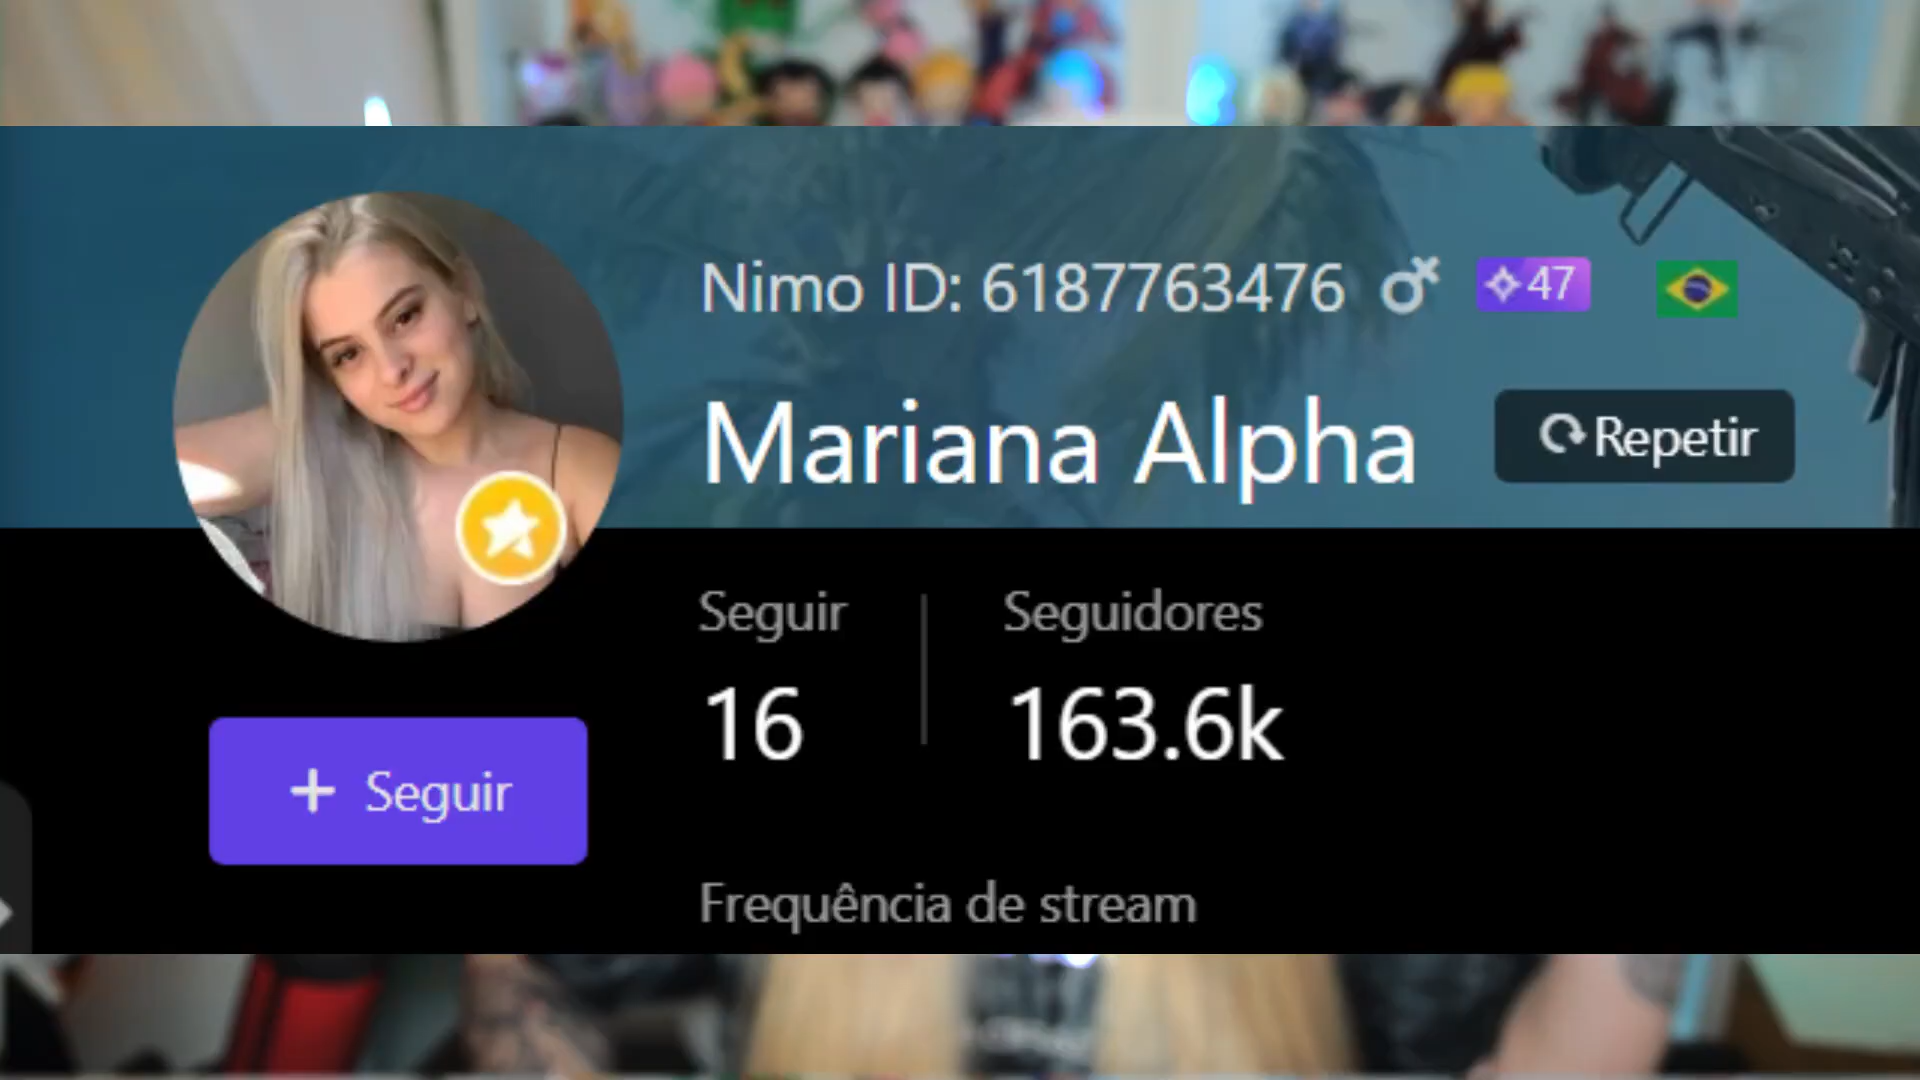 Nimo ID: 6187763476 47
Mariana Alpha Repetir
Seguir Seguidores
16 163.6k
+ Seguir
Frequência de stream